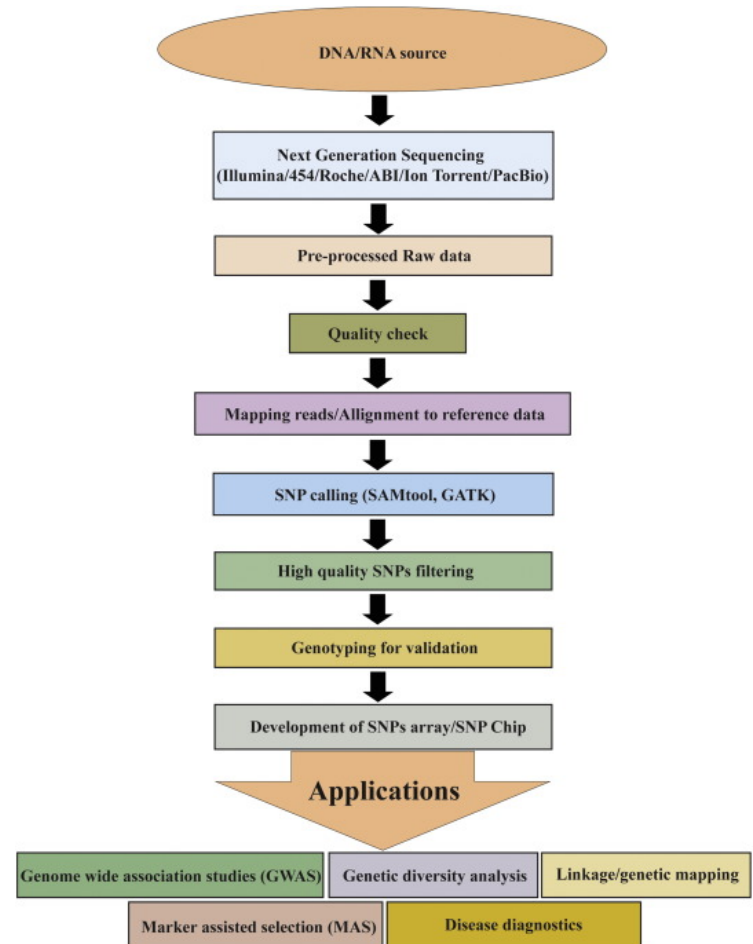 DNA/RNA source
Next Generation Sequencing
(Illumina/454/Roche/ABI/Ion Torrent/PacBio)
Pre-processed Raw data
Quality check
Mapping reads/Allignment to reference data
SNP calling (SAMtool, GATK)
High quality SNPs filtering
Genotyping for validation
Development of SNPs array/SNP Chip
Applications
Genome wide association studies (GWAS)
Genetic diversity analysis
Linkage/genetic mapping
Marker assisted selection (MAS)
Disease diagnostics